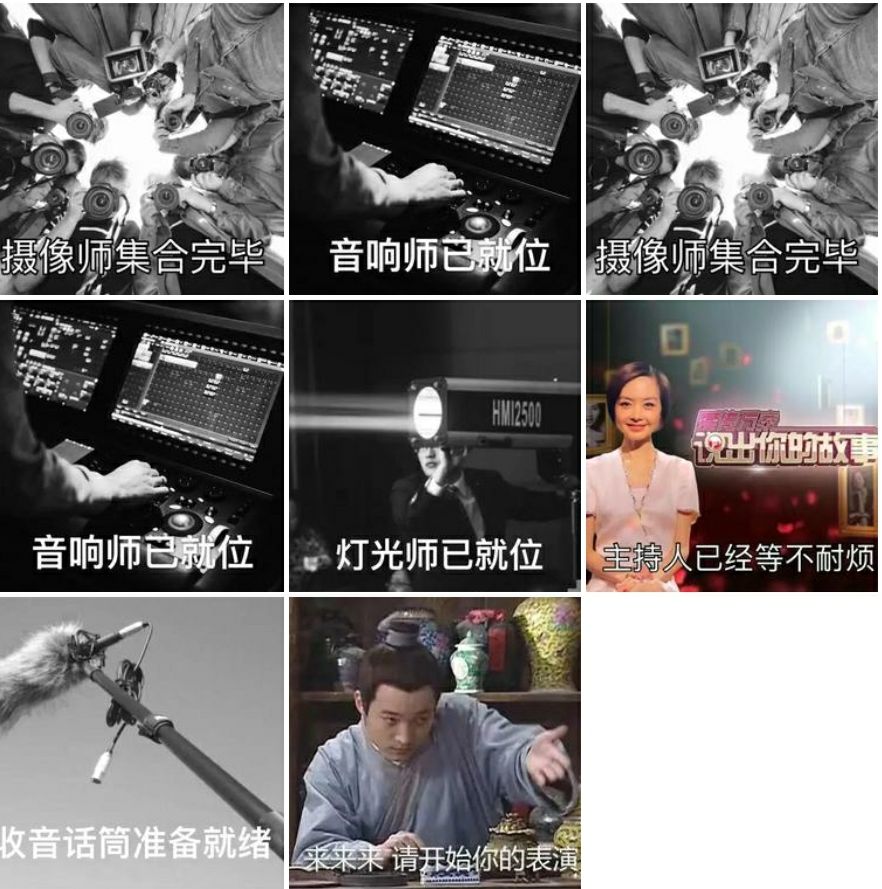 摄像师集合完毕
音响师已就位
摄像师集合完毕
音响师已就位
HMI2500
灯光师已就位
说出你的故事
主持人已经等不耐烦
收音话筒准备就绪
来来来 请开始你的表演